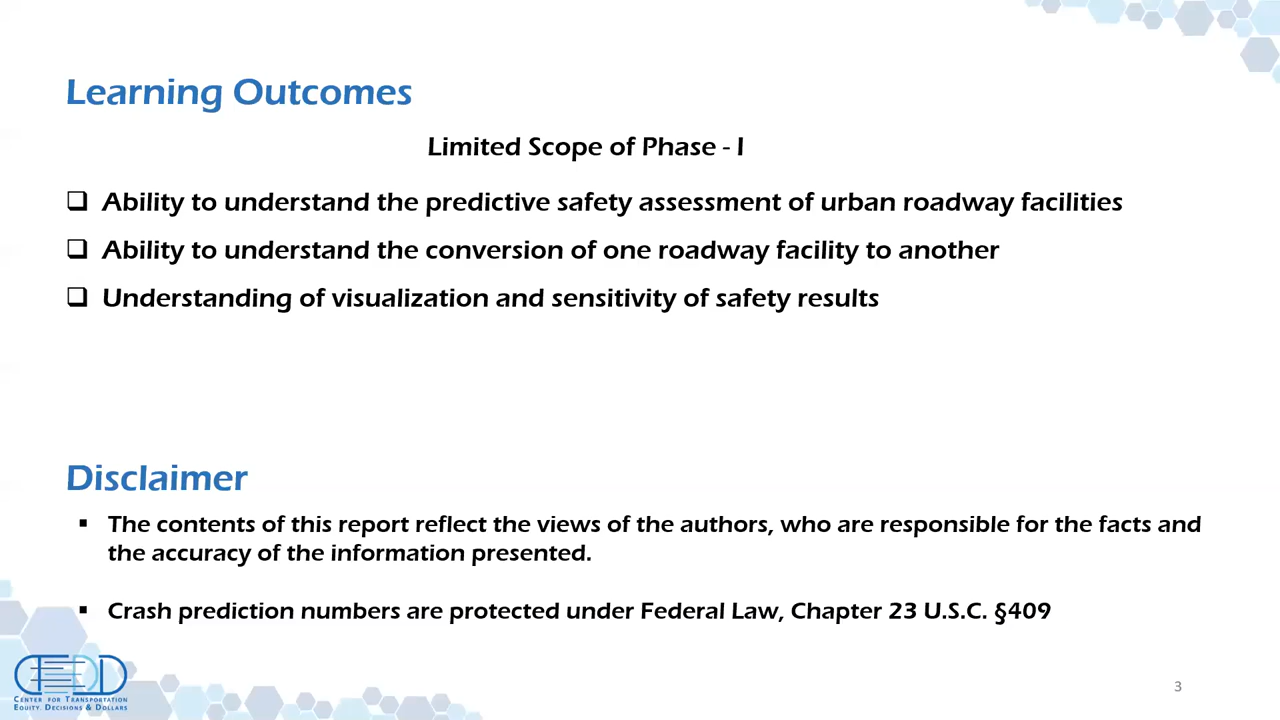 Learning Outcomes
Limited Scope of Phase - I
❑ Ability to understand the predictive safety assessment of urban roadway facilities
❑ Ability to understand the conversion of one roadway facility to another
❑ Understanding of visualization and sensitivity of safety results
Disclaimer
▪ The contents of this report reflect the views of the authors, who are responsible for the facts and
the accuracy of the information presented.
▪ Crash prediction numbers are protected under Federal Law, Chapter 23 U.S.C. §409
CTEDD
Center for Transportation
Equity, Decisions & Dollars
3